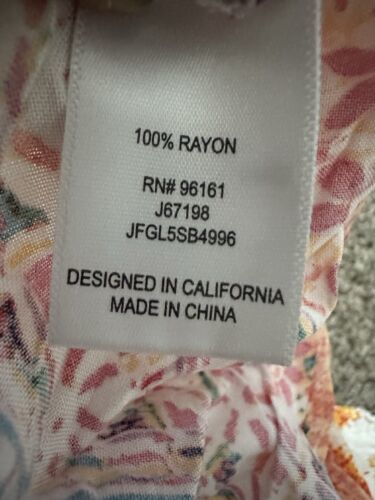 100% RAYON
RN# 96161
J67198
JFGL5SB4996
DESIGNED IN CALIFORNIA
MADE IN CHINA